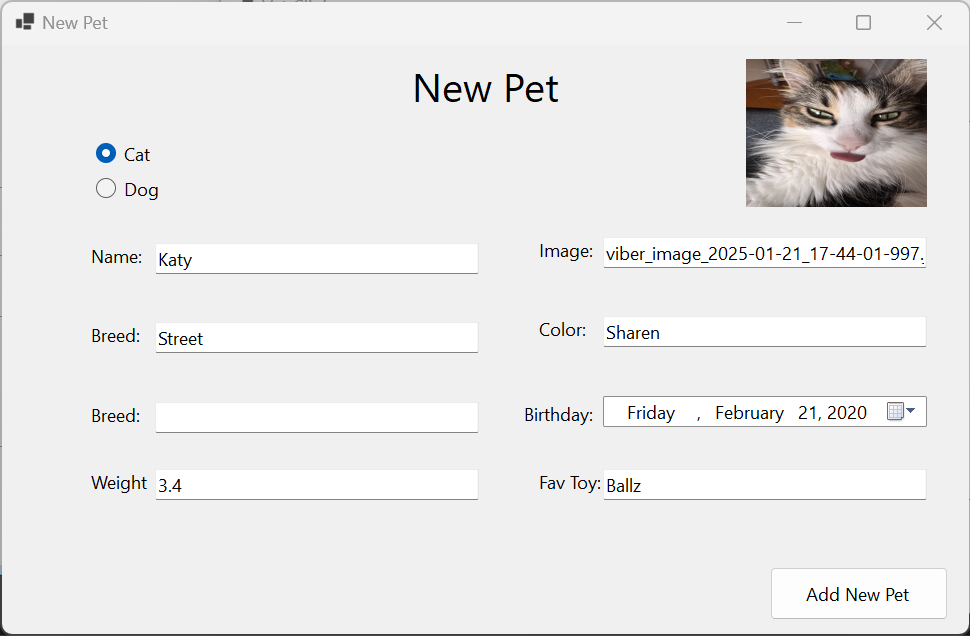 New Pet
New Pet
Cat
Dog
Name: Katy
Image: viber_image_2025-01-21_17-44-01-997.
Breed: Street
Color: Sharen
Breed:
Birthday: Friday , February 21, 2020
Weight 3.4
Fav Toy: Ballz
Add New Pet